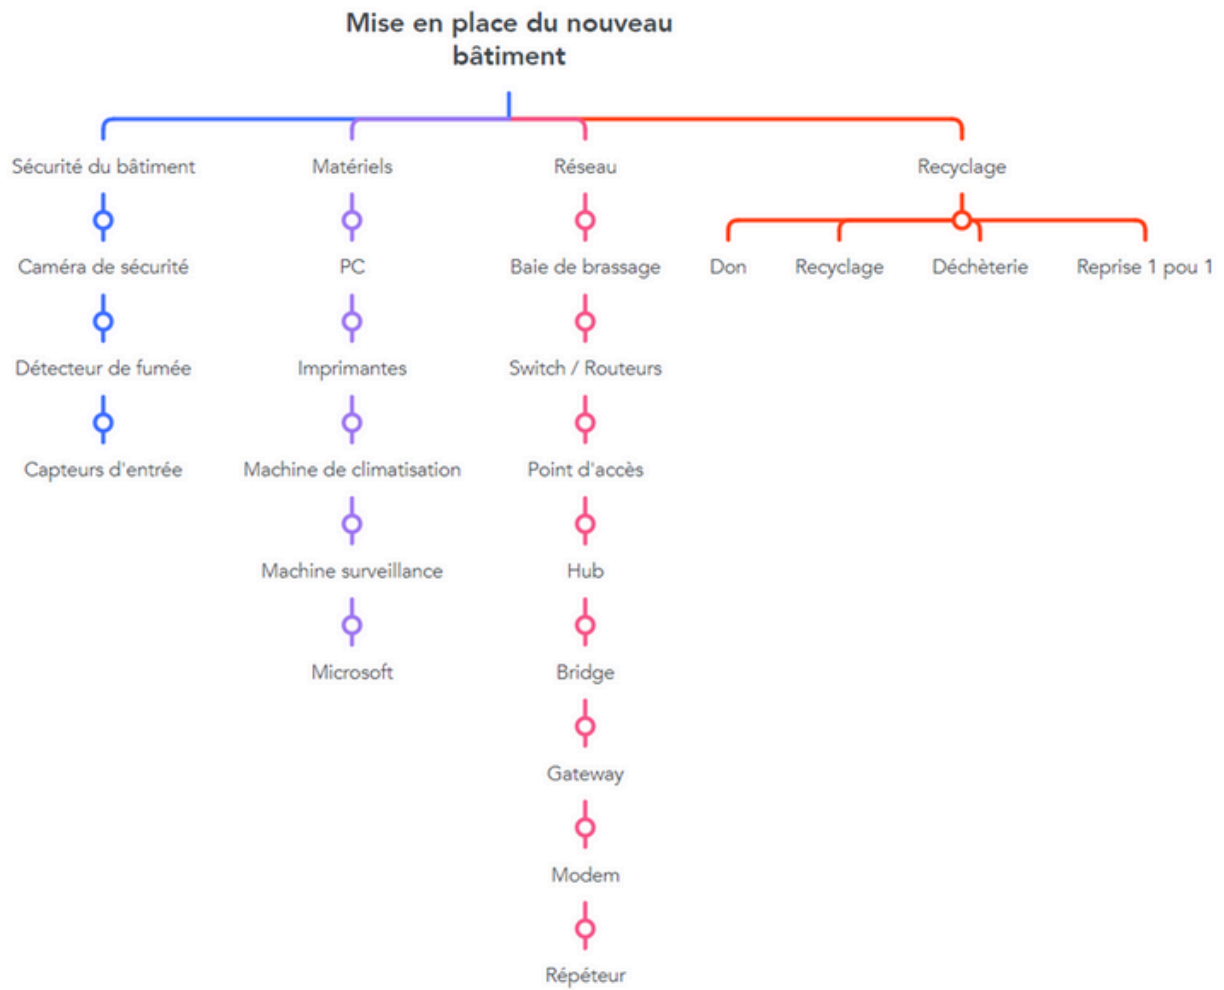 Mise en place du nouveau
bâtiment
Sécurité du bâtiment
Matériels
Réseau
Recyclage
Caméra de sécurité
PC
Baie de brassage
Don
Recyclage
Déchèterie
Reprise 1 pou 1
Détecteur de fumée
Imprimantes
Switch / Routeurs
Capteurs d'entrée
Machine de climatisation
Point d'accès
Machine surveillance
Hub
Microsoft
Bridge
Gateway
Modem
Répéteur